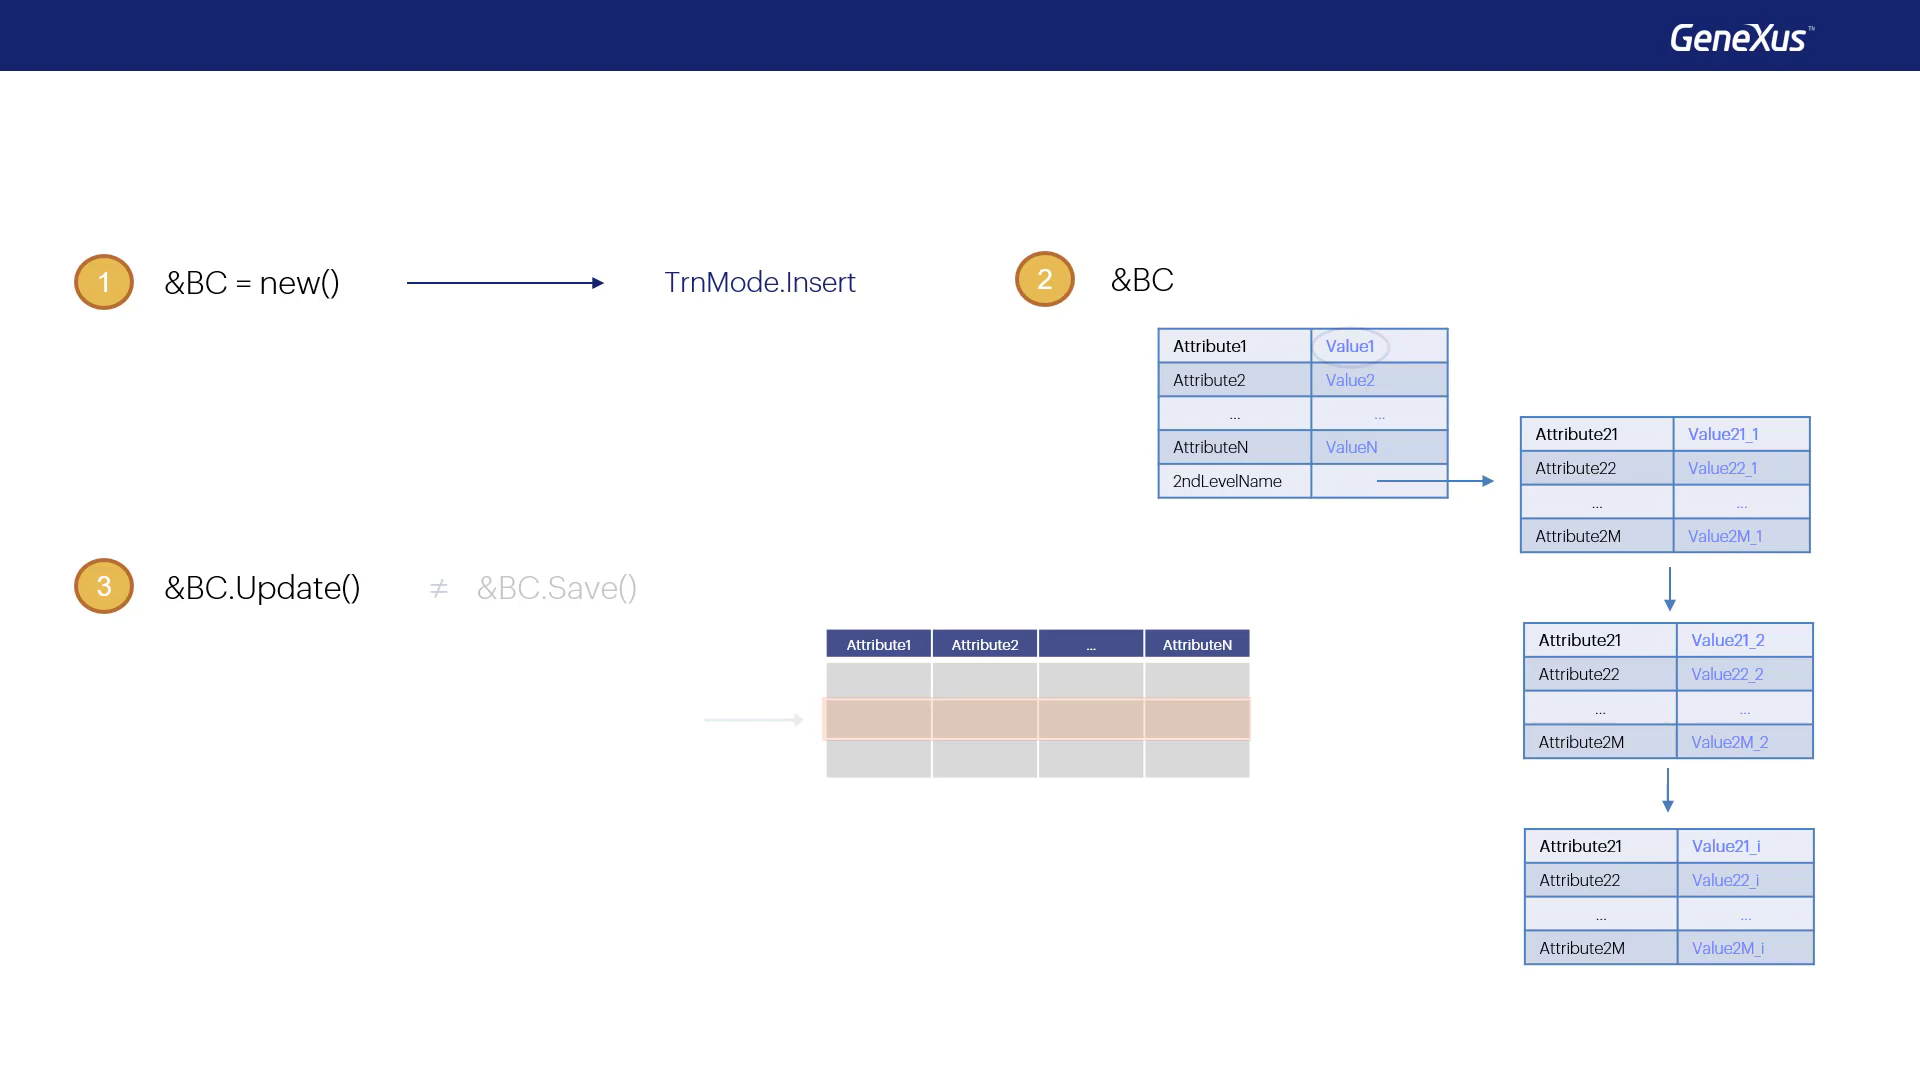 GeneXus™
1 &BC = new() TrnMode.Insert
2 &BC
Attribute1 Value1
Attribute2 Value2
... ...
AttributeN ValueN
2ndLevelName
Attribute21 Value21_1
Attribute22 Value22_1
... ...
Attribute2M Value2M_1
3 &BC.Update() ≠ &BC.Save()
Attribute1 Attribute2 ... AttributeN
Attribute21 Value21_2
Attribute22 Value22_2
... ...
Attribute2M Value2M_2
Attribute21 Value21_i
Attribute22 Value22_i
... ...
Attribute2M Value2M_i